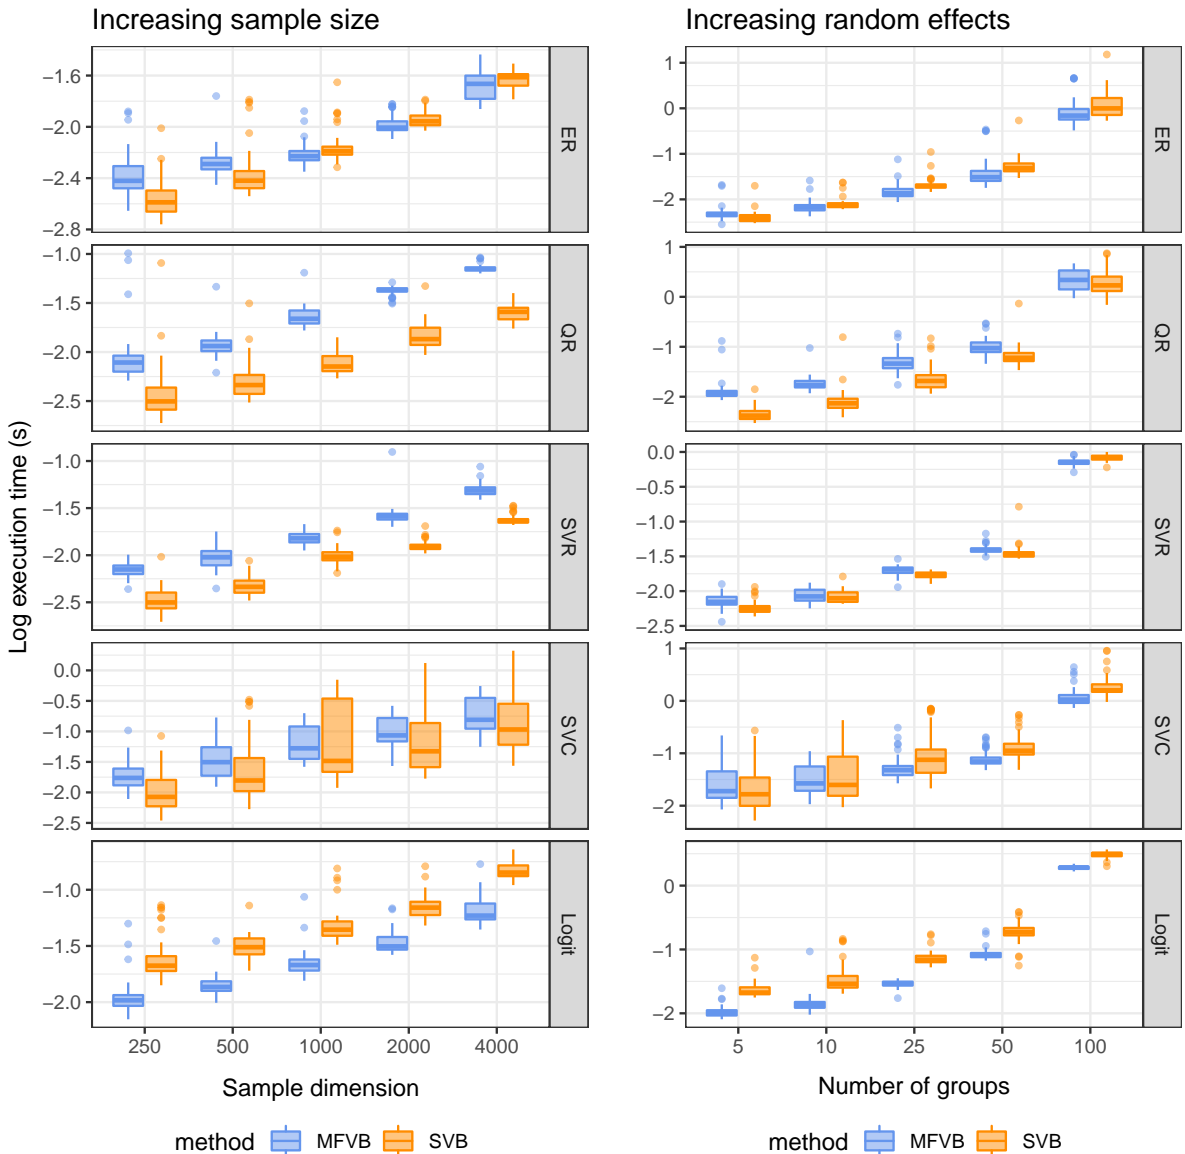 Increasing sample size
−1.6
−2.0
−2.4
−2.8
ER
−1.0
−1.5
−2.0
−2.5
QR
−1.0
−1.5
−2.0
−2.5
SVR
0.0
−0.5
−1.0
−1.5
−2.0
−2.5
SVC
−1.0
−1.5
−2.0
Logit
250 500 1000 2000 4000
Sample dimension
Log execution time (s)
method MFVB SVB
Increasing random effects
1
0
−1
−2
ER
1
0
−1
−2
QR
0.0
−0.5
−1.0
−1.5
−2.0
−2.5
SVR
1
0
−1
−2
SVC
0
−1
−2
Logit
5 10 25 50 100
Number of groups
method MFVB SVB